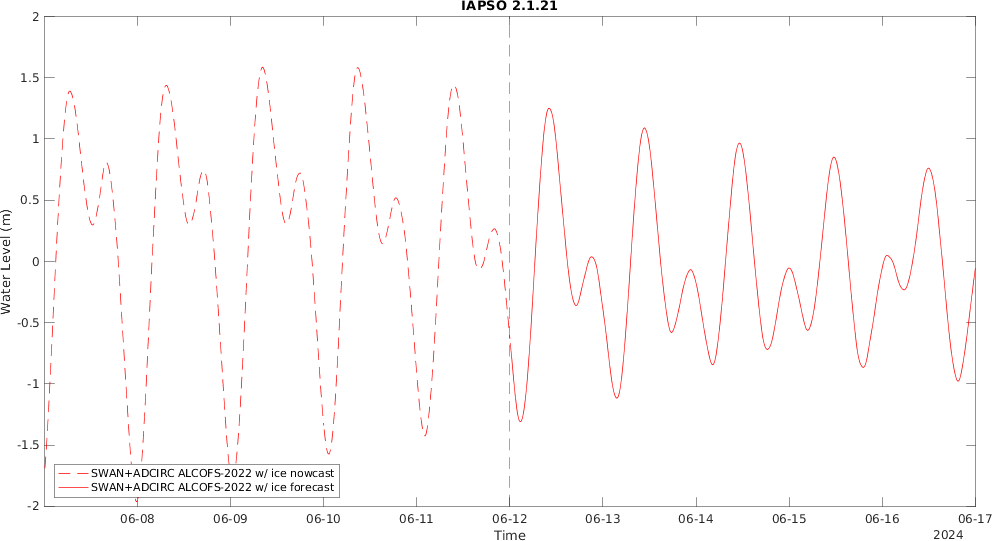 IAPSO 2.1.21
2
1.5
1
0.5
0
-0.5
-1
-1.5
-2
Water Level (m)
SWAN+ADCIRC ALCOFS-2022 w/ ice nowcast
SWAN+ADCIRC ALCOFS-2022 w/ ice forecast
06-08 06-09 06-10 06-11 06-12 06-13 06-14 06-15 06-16 06-17
Time
2024